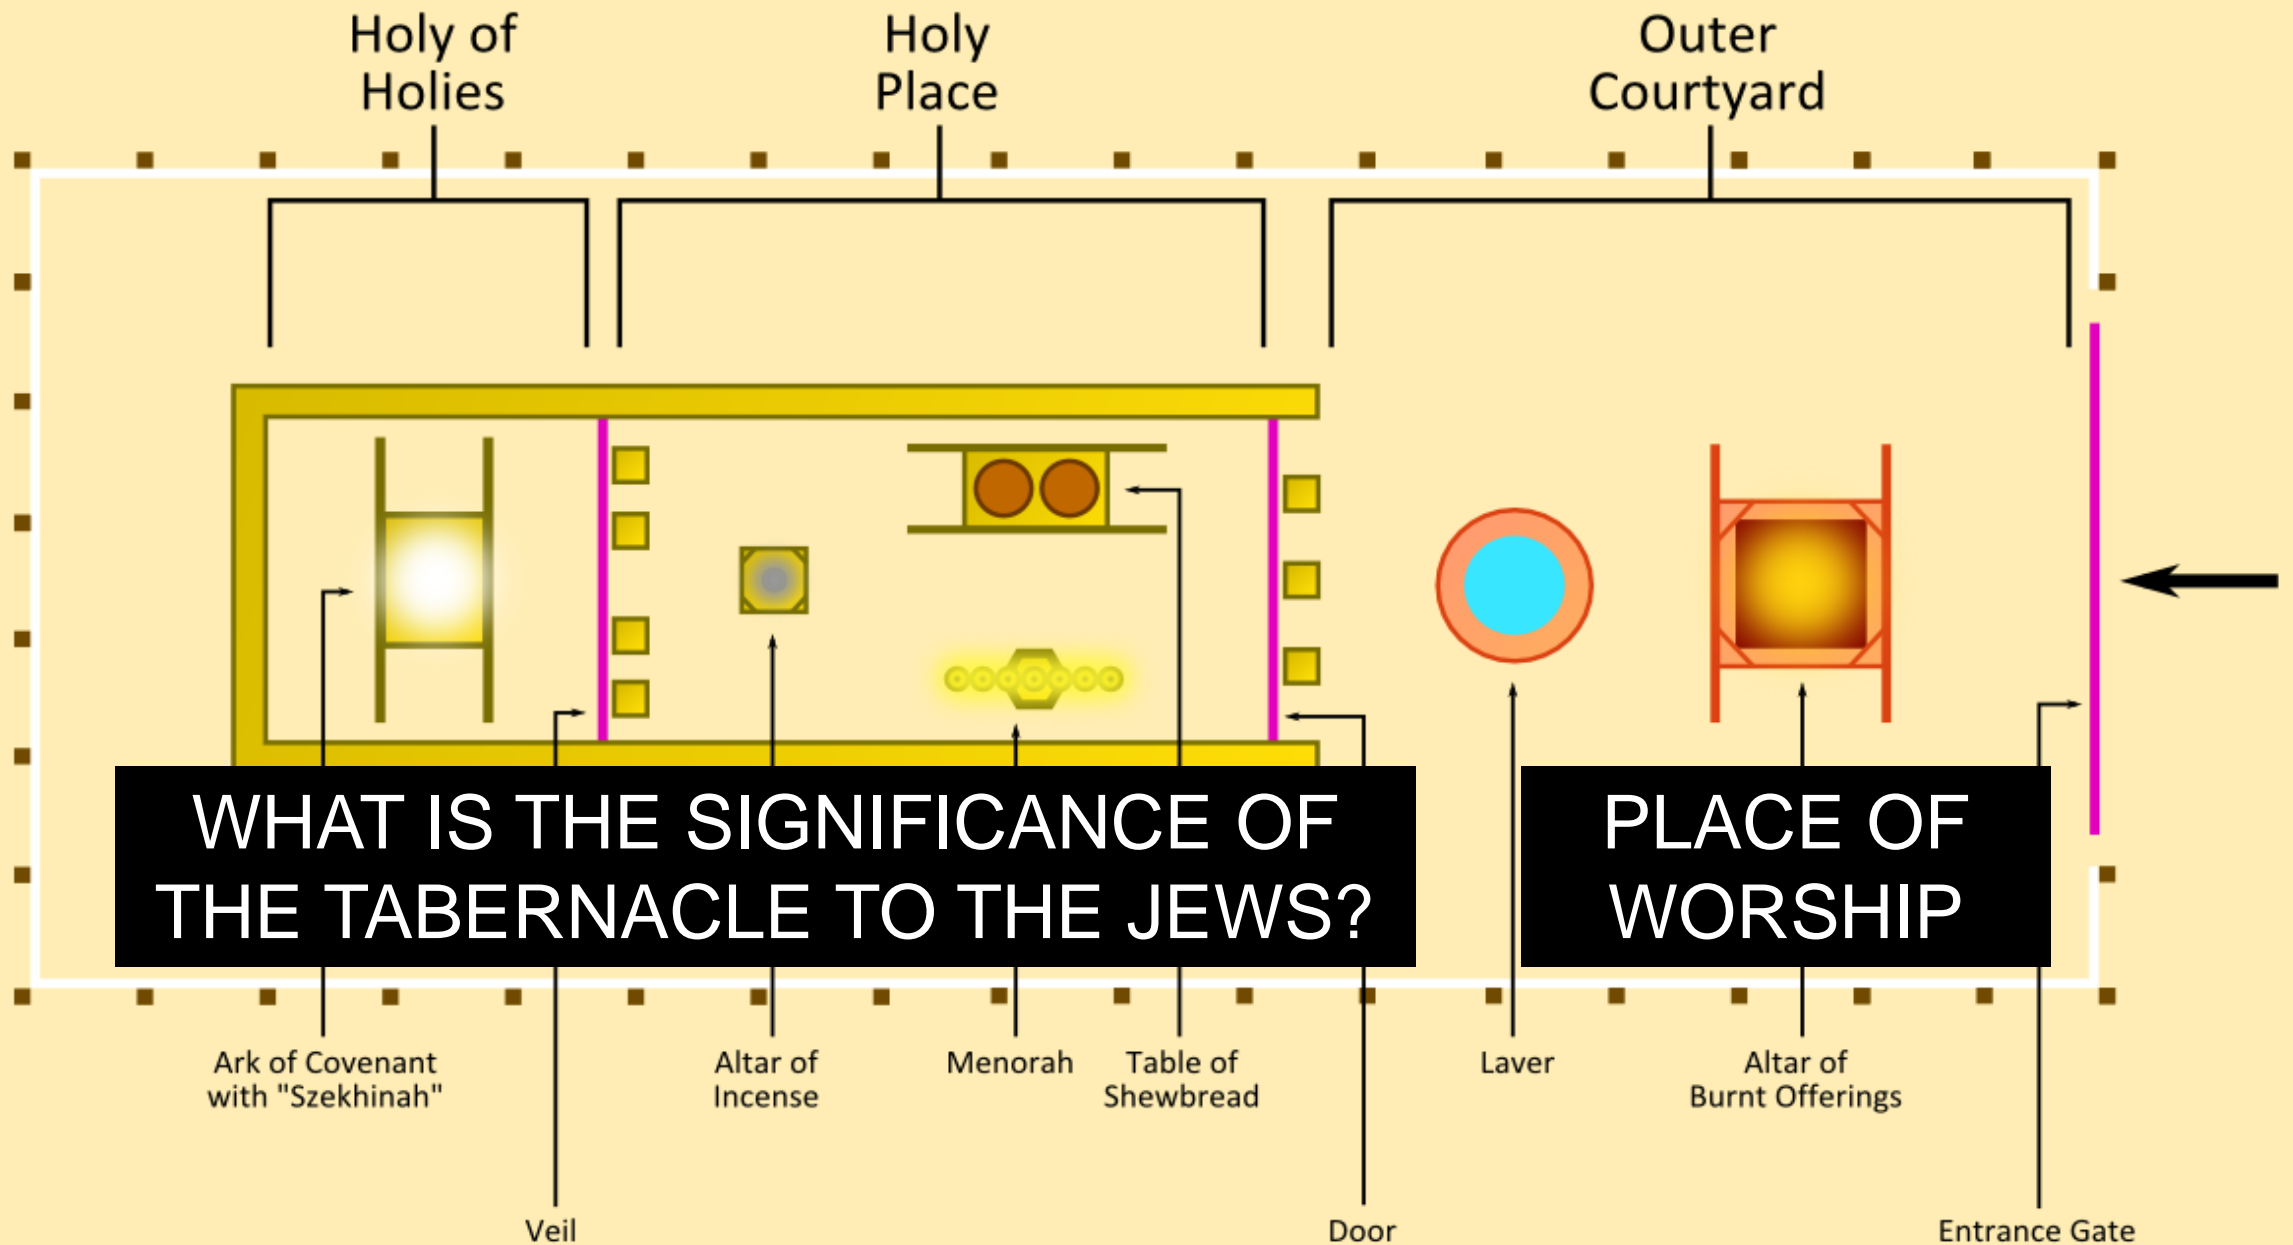 Holy of
Holies
Holy
Place
Outer
Courtyard
WHAT IS THE SIGNIFICANCE OF
THE TABERNACLE TO THE JEWS?
PLACE OF
WORSHIP
Ark of Covenant
with "Szekhinah"
Altar of
Incense
Menorah
Table of
Shewbread
Laver
Altar of
Burnt Offerings
Veil
Door
Entrance Gate